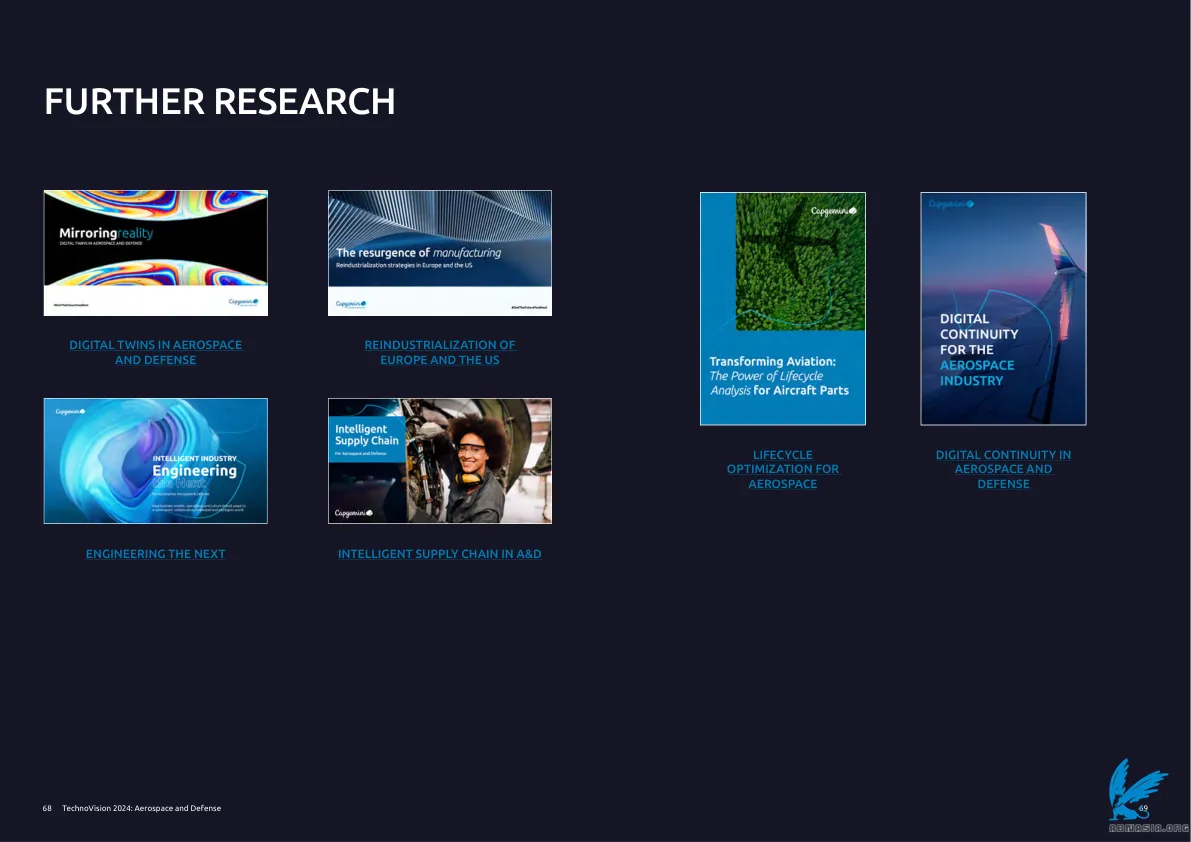 FURTHER RESEARCH
Mirroringreality
DIGITAL TWINS IN AEROSPACE AND DEFENSE
#GetTheFutureYouWant
Capgemini
DIGITAL TWINS IN AEROSPACE
AND DEFENSE
The resurgence of manufacturing
Reindustrialization strategies in Europe and the US
Capgemini
#GetTheFutureYouWant
REINDUSTRIALIZATION OF
EUROPE AND THE US
Capgemini
INTELLIGENT INDUSTRY
Engineering
the Next
ENGINEERING THE NEXT
Intelligent
Supply Chain
For Aerospace and Defense
Capgemini
INTELLIGENT SUPPLY CHAIN IN A&D
Capgemini
Transforming Aviation:
The Power of Lifecycle
Analysis for Aircraft Parts
LIFECYCLE
OPTIMIZATION FOR
AEROSPACE
Capgemini
DIGITAL
CONTINUITY
FOR THE
AEROSPACE
INDUSTRY
DIGITAL CONTINUITY IN
AEROSPACE AND
DEFENSE
68 TechnoVision 2024: Aerospace and Defense
69
ABNASIA.ORG